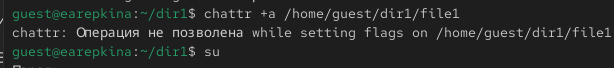 guest@earepkina:~/dir1$ chattr +a /home/guest/dir1/file1
chattr: Операция не позволена while setting flags on /home/guest/dir1/file1
guest@earepkina:~/dir1$ su